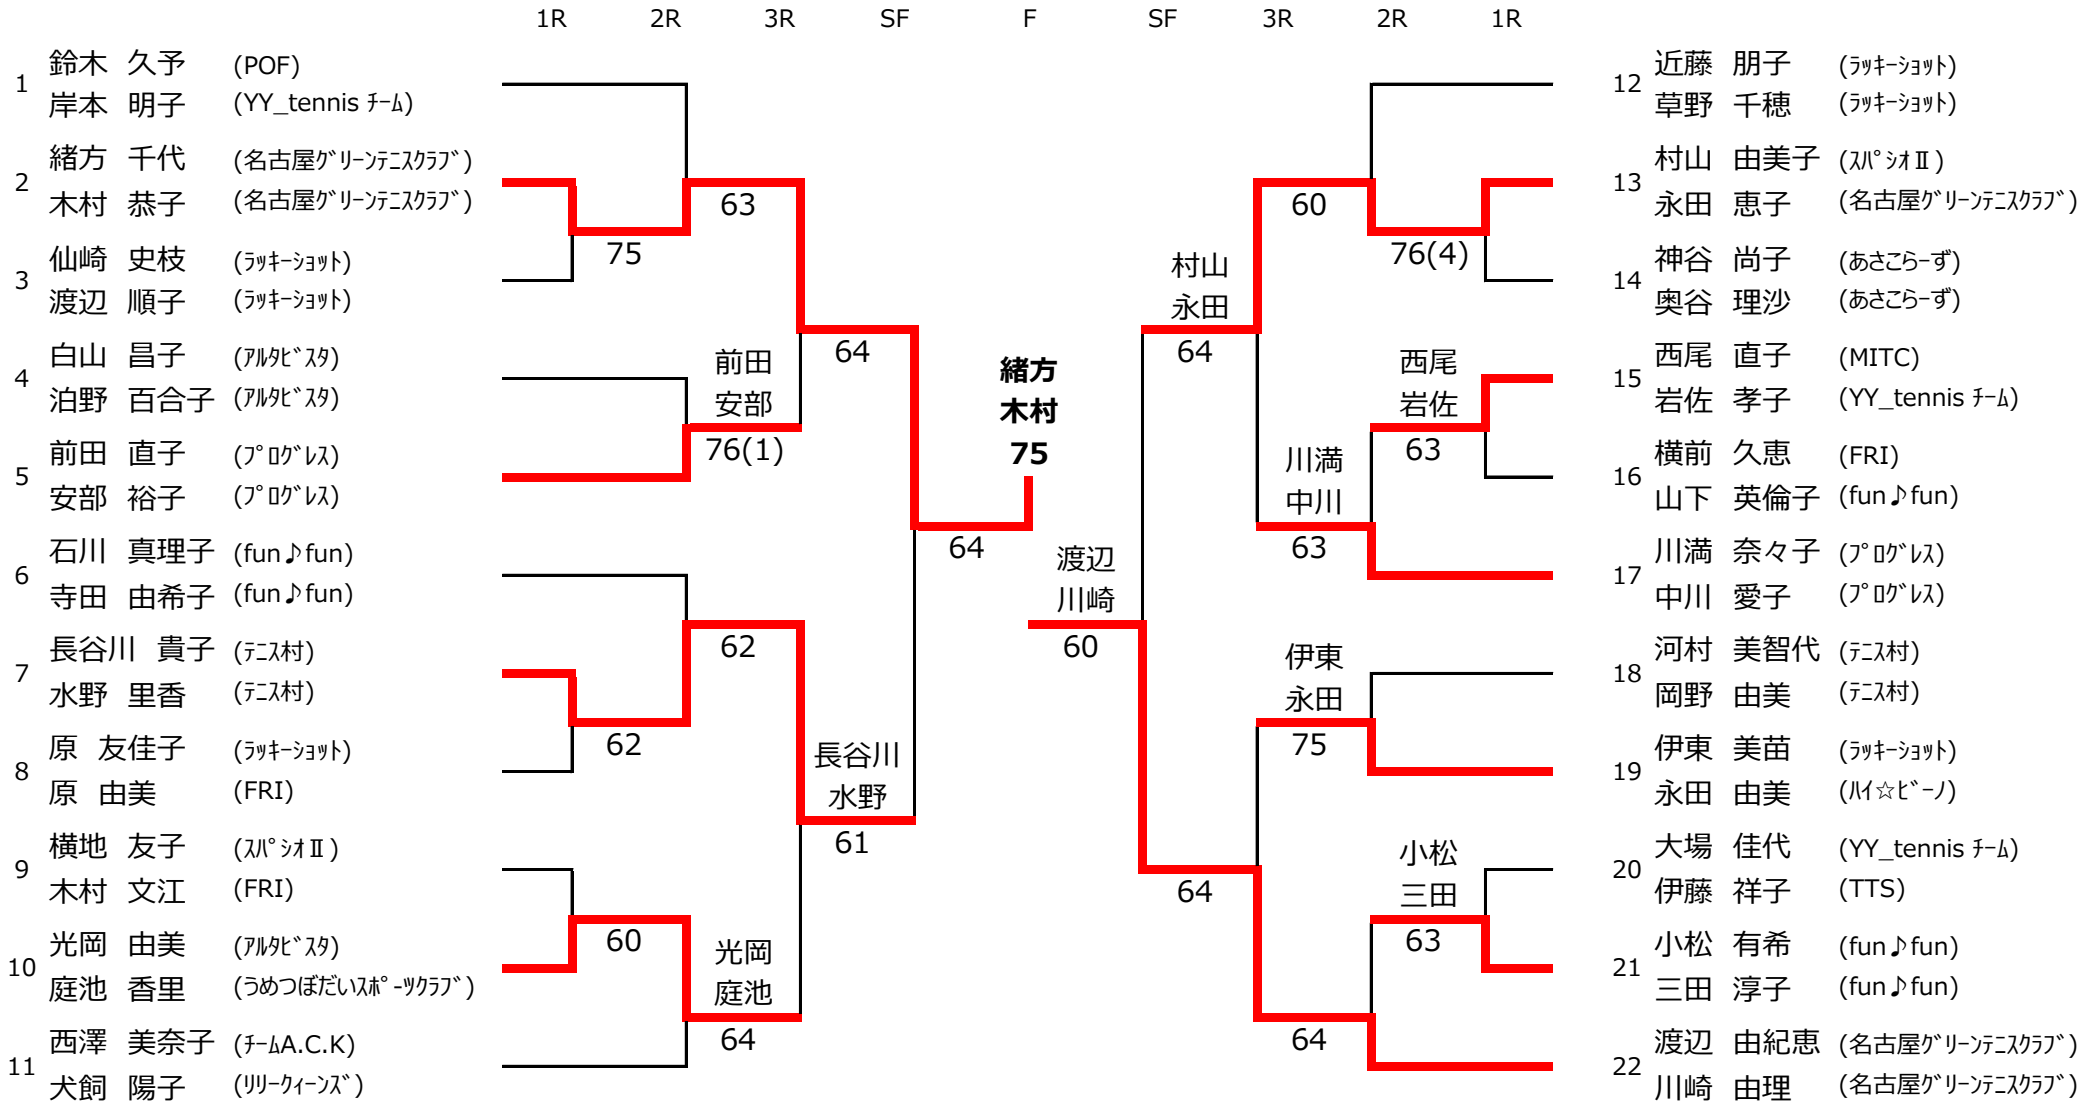 1R 2R 3R SF F SF 3R 2R 1R
1
鈴木 久予 (POF)
岸本 明子 (YY_tennis ﾁｰﾑ)
2
緒方 千代 (名古屋ｸﾞﾘｰﾝﾃﾆｽｸﾗﾌﾞ)
木村 恭子 (名古屋ｸﾞﾘｰﾝﾃﾆｽｸﾗﾌﾞ)
3
仙崎 史枝 (ﾗｯｷｰｼｮｯﾄ)
渡辺 順子 (ﾗｯｷｰｼｮｯﾄ)
4
白山 昌子 (ｱﾙﾀﾋﾞｽﾀ)
泊野 百合子 (ｱﾙﾀﾋﾞｽﾀ)
5
前田 直子 (ﾌﾟﾛｸﾞﾚｽ)
安部 裕子 (ﾌﾟﾛｸﾞﾚｽ)
6
石川 真理子 (fun♪fun)
寺田 由希子 (fun♪fun)
7
長谷川 貴子 (ﾃﾆｽ村)
水野 里香 (ﾃﾆｽ村)
8
原 友佳子 (ﾗｯｷｰｼｮｯﾄ)
原 由美 (FRI)
9
横地 友子 (ｽﾊﾟｼｵⅡ)
木村 文江 (FRI)
10
光岡 由美 (ｱﾙﾀﾋﾞｽﾀ)
庭池 香里 (うめつぼだいｽﾎﾟｰﾂｸﾗﾌﾞ)
11
西澤 美奈子 (ﾁｰﾑA.C.K)
犬飼 陽子 (ﾘﾘｰｸｨｰﾝｽﾞ)
75
62
60
63
前田
安部
76(1)
62
光岡
庭池
64
64
長谷川
水野
61
64
緒方
木村
75
渡辺
川崎
60
村山
永田
64
64
60
川満
中川
63
伊東
永田
75
64
76(4)
西尾
岩佐
63
小松
三田
63
12
近藤 朋子 (ﾗｯｷｰｼｮｯﾄ)
草野 千穂 (ﾗｯｷｰｼｮｯﾄ)
13
村山 由美子 (ｽﾊﾟｼｵⅡ)
永田 恵子 (名古屋ｸﾞﾘｰﾝﾃﾆｽｸﾗﾌﾞ)
14
神谷 尚子 (あさこらーず)
奥谷 理沙 (あさこらーず)
15
西尾 直子 (MITC)
岩佐 孝子 (YY_tennis ﾁｰﾑ)
16
横前 久恵 (FRI)
山下 英倫子 (fun♪fun)
17
川満 奈々子 (ﾌﾟﾛｸﾞﾚｽ)
中川 愛子 (ﾌﾟﾛｸﾞﾚｽ)
18
河村 美智代 (ﾃﾆｽ村)
岡野 由美 (ﾃﾆｽ村)
19
伊東 美苗 (ﾗｯｷｰｼｮｯﾄ)
永田 由美 (ﾊｲ☆ﾋﾞｰﾉ)
20
大場 佳代 (YY_tennis ﾁｰﾑ)
伊藤 祥子 (TTS)
21
小松 有希 (fun♪fun)
三田 淳子 (fun♪fun)
22
渡辺 由紀恵 (名古屋ｸﾞﾘｰﾝﾃﾆｽｸﾗﾌﾞ)
川崎 由理 (名古屋ｸﾞﾘｰﾝﾃﾆｽｸﾗﾌﾞ)